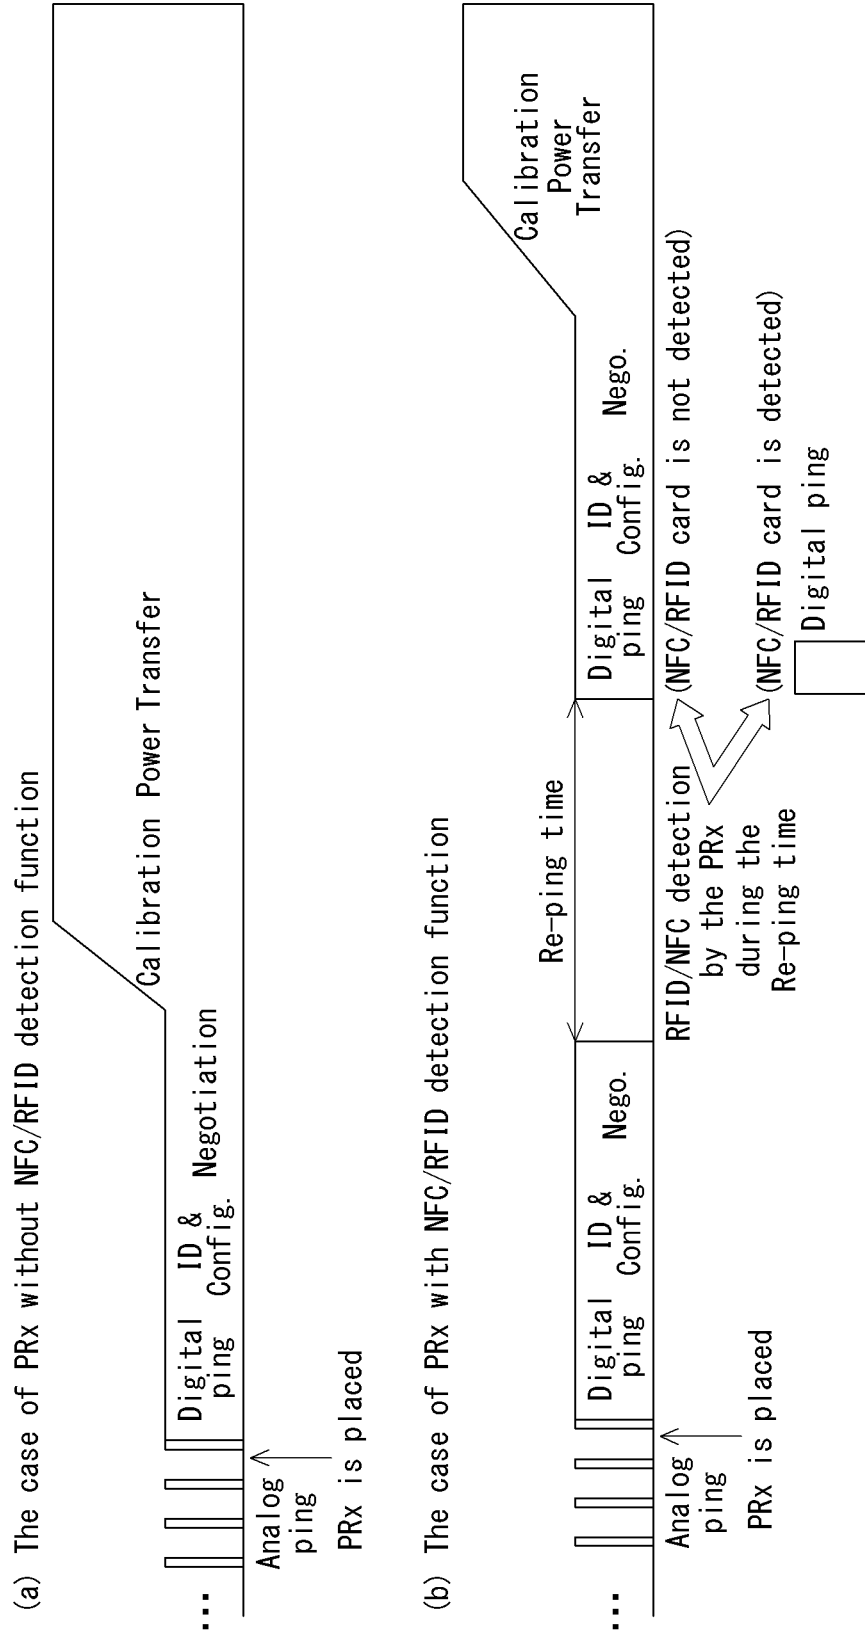 (a) The case of PRx without NFC/RFID detection function
...
Analog
ping
PRx is placed
Digital
ping
ID &
Config.
Negotiation
Calibration Power Transfer
(b) The case of PRx with NFC/RFID detection function
...
Analog
ping
PRx is placed
Digital
ping
ID &
Config.
Nego.
Re-ping time
RFID/NFC detection
by the PRx
during the
Re-ping time
Digital
ping
ID &
Config.
Nego.
Calibration
Power
Transfer
(NFC/RFID card is not detected)
(NFC/RFID card is detected)
Digital ping